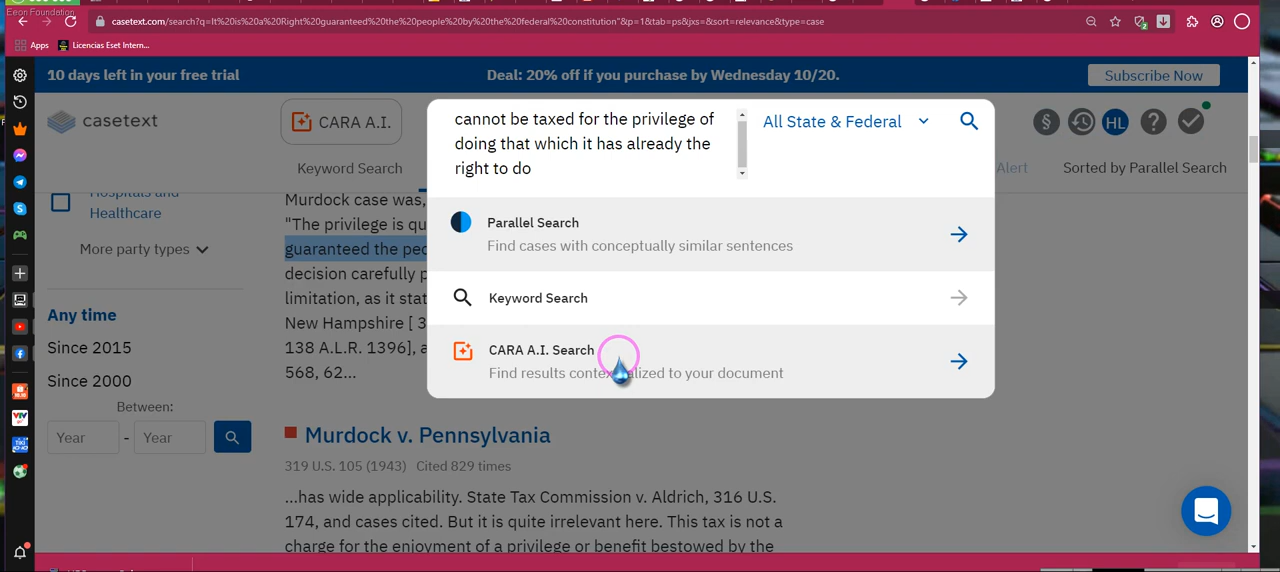 Eeon Foundation
casetext.com/search?q=It%20is%20a%20Right%20guaranteed%20the%20people%20by%20the%20federal%20constitution"&p=1&tab=ps&jxs=&sort=relevance&type=case
Apps Licencias Eset Intern...
10 days left in your free trial Deal: 20% off if you purchase by Wednesday 10/20. Subscribe Now
casetext CARA A.I.
cannot be taxed for the privilege of
doing that which it has already the
right to do
All State & Federal
§ HL ?
Keyword Search Alert Sorted by Parallel Search
Hospitals and
Healthcare
More party types
Any time
Since 2015
Since 2000
Between:
Year - Year
Murdock case was,
"The privilege is qu
guaranteed the peo
decision carefully p
limitation, as it stat
New Hampshire [ 3
138 A.L.R. 1396], a
568, 62...
Parallel Search
Find cases with conceptually similar sentences
Keyword Search
CARA A.I. Search
Find results contextualized to your document
Murdock v. Pennsylvania
319 U.S. 105 (1943) Cited 829 times
...has wide applicability. State Tax Commission v. Aldrich, 316 U.S.
174, and cases cited. But it is quite irrelevant here. This tax is not a
charge for the enjoyment of a privilege or benefit bestowed by the